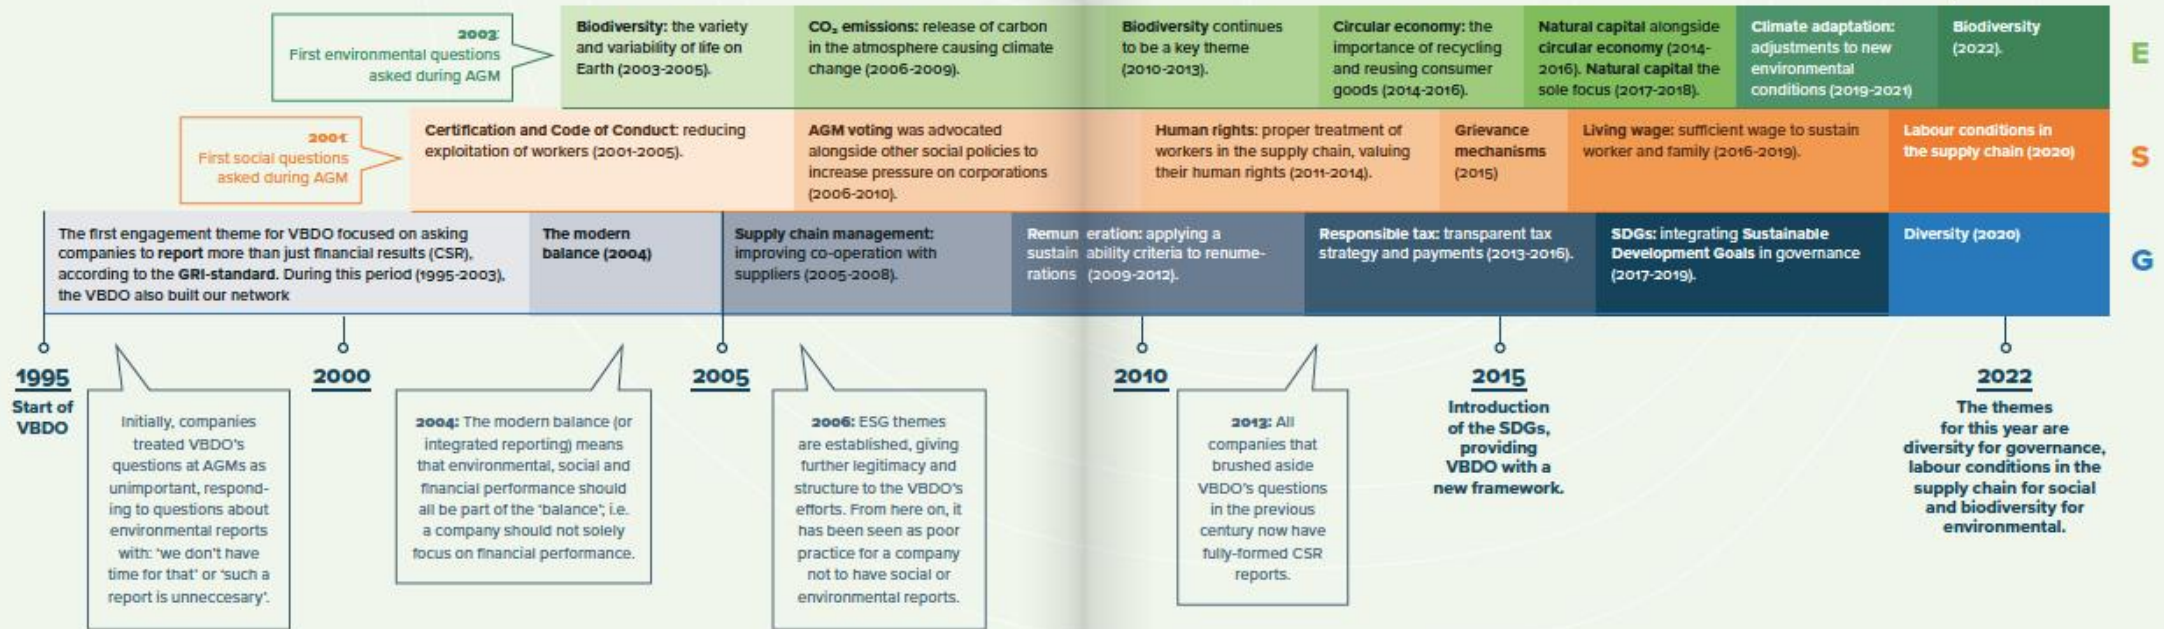 2003:
First environmental questions
asked during AGM
Biodiversity: the variety
and variability of life on
Earth (2003-2005).
CO₂ emissions: release of carbon
in the atmosphere causing climate
change (2006-2009).
Biodiversity continues
to be a key theme
(2010-2013).
Circular economy: the
importance of recycling
and reusing consumer
goods (2014-2016).
Natural capital alongside
circular economy (2014-
2016). Natural capital the
sole focus (2017-2018).
Climate adaptation:
adjustments to new
environmental
conditions (2019-2021)
Biodiversity
(2022).
E
2001:
First social questions
asked during AGM
Certification and Code of Conduct: reducing
exploitation of workers (2001-2005).
AGM voting was advocated
alongside other social policies to
increase pressure on corporations
(2006-2010).
Human rights: proper treatment of
workers in the supply chain, valuing
their human rights (2011-2014).
Grievance
mechanisms
(2015)
Living wage: sufficient wage to sustain
worker and family (2016-2019).
Labour conditions in
the supply chain (2020)
S
The first engagement theme for VBDO focused on asking
companies to report more than just financial results (CSR),
according to the GRI-standard. During this period (1995-2003),
the VBDO also built our network
The modern
balance (2004)
Supply chain management:
improving co-operation with
suppliers (2005-2008).
Remun eration: applying a
sustain ability criteria to renume-
rations (2009-2012).
Responsible tax: transparent tax
strategy and payments (2013-2016).
SDGs: integrating Sustainable
Development Goals in governance
(2017-2019).
Diversity (2020)
G
1995
Start of
VBDO
Initially, companies
treated VBDO's
questions at AGMs as
unimportant, respond-
ing to questions about
environmental reports
with: 'we don't have
time for that' or 'such a
report is unneccesary'.
2000
2004: The modern balance (or
integrated reporting) means
that environmental, social and
financial performance should
all be part of the 'balance'; i.e.
a company should not solely
focus on financial performance.
2005
2006: ESG themes
are established, giving
further legitimacy and
structure to the VBDO's
efforts. From here on, it
has been seen as poor
practice for a company
not to have social or
environmental reports.
2010
2013: All
companies that
brushed aside
VBDO's questions
in the previous
century now have
fully-formed CSR
reports.
2015
Introduction
of the SDGs,
providing
VBDO with a
new framework.
2022
The themes
for this year are
diversity for governance,
labour conditions in the
supply chain for social
and biodiversity for
environmental.